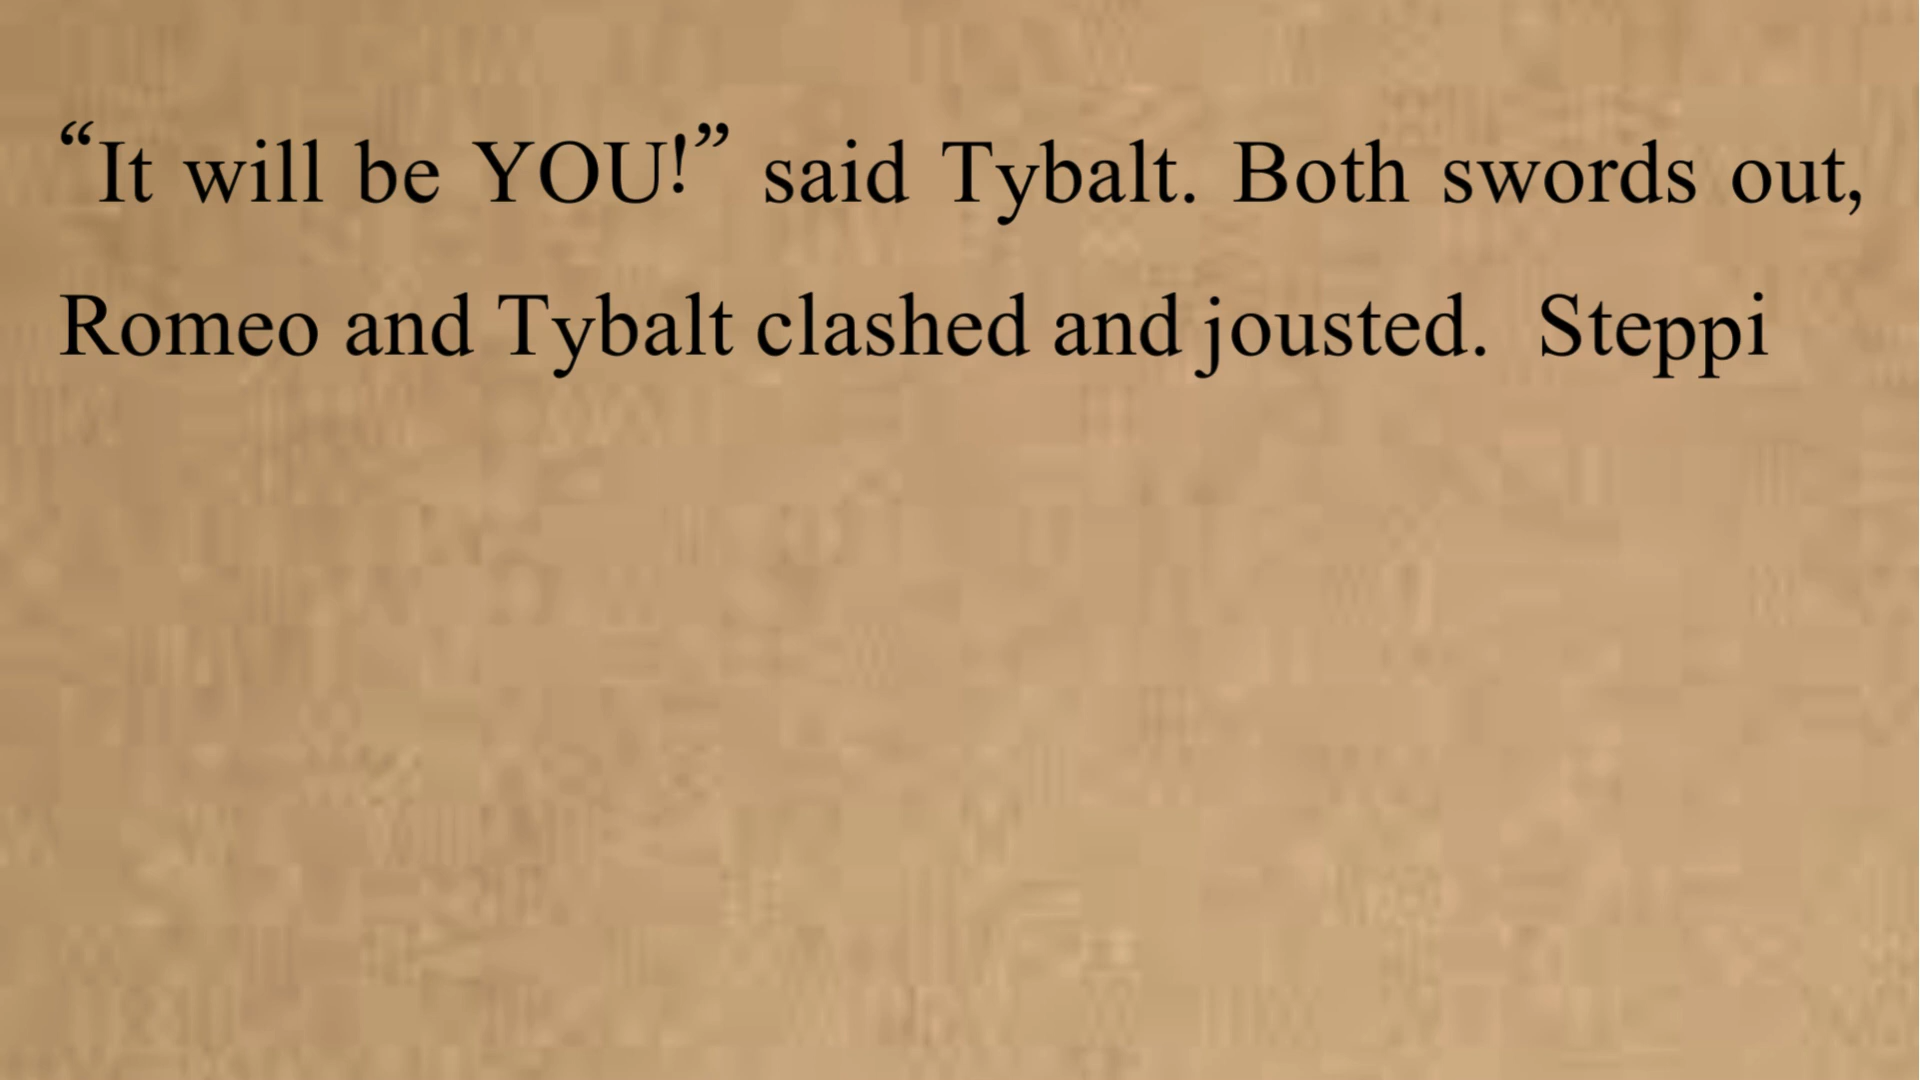 “It will be YOU!” said Tybalt. Both swords out,
Romeo and Tybalt clashed and jousted.  Steppi